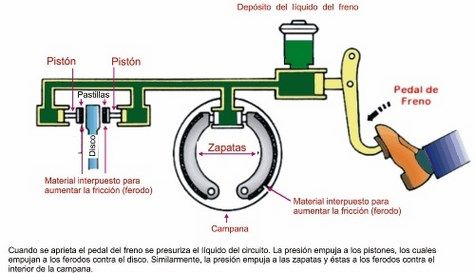 Depósito del líquido del freno
Pistón
Pistón
Pastillas
Disco
Pedal de
Freno
Zapatas
Material interpuesto para
aumentar la fricción (ferodo)
Material interpuesto para
aumentar la fricción (ferodo)
Campana
Cuando se aprieta el pedal del freno se presuriza el líquido del circuito. La presión empuja a los pistones, los cuales
empujan a los ferodos contra el disco. Similarmente, la presión empuja a las zapatas y éstas a los ferodos contra el
interior de la campana.